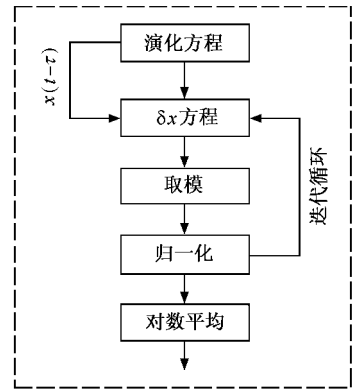 演化方程
x(t-τ)
δx方程
取模
迭代循环
归一化
对数平均